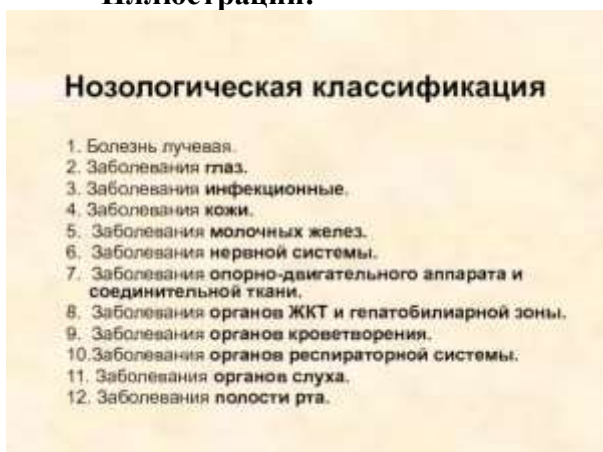 Иллюстрации:
Нозологическая классификация
1. Болезнь лучевая.
2. Заболевания глаз.
3. Заболевания инфекционные.
4. Заболевания кожи.
5. Заболевания молочных желез.
6. Заболевания нервной системы.
7. Заболевания опорно-двигательного аппарата и
соединительной ткани.
8. Заболевания органов ЖКТ и гепатобилиарной зоны.
9. Заболевания органов кроветворения.
10.Заболевания органов респираторной системы.
11. Заболевания органов слуха.
12. Заболевания полости рта.